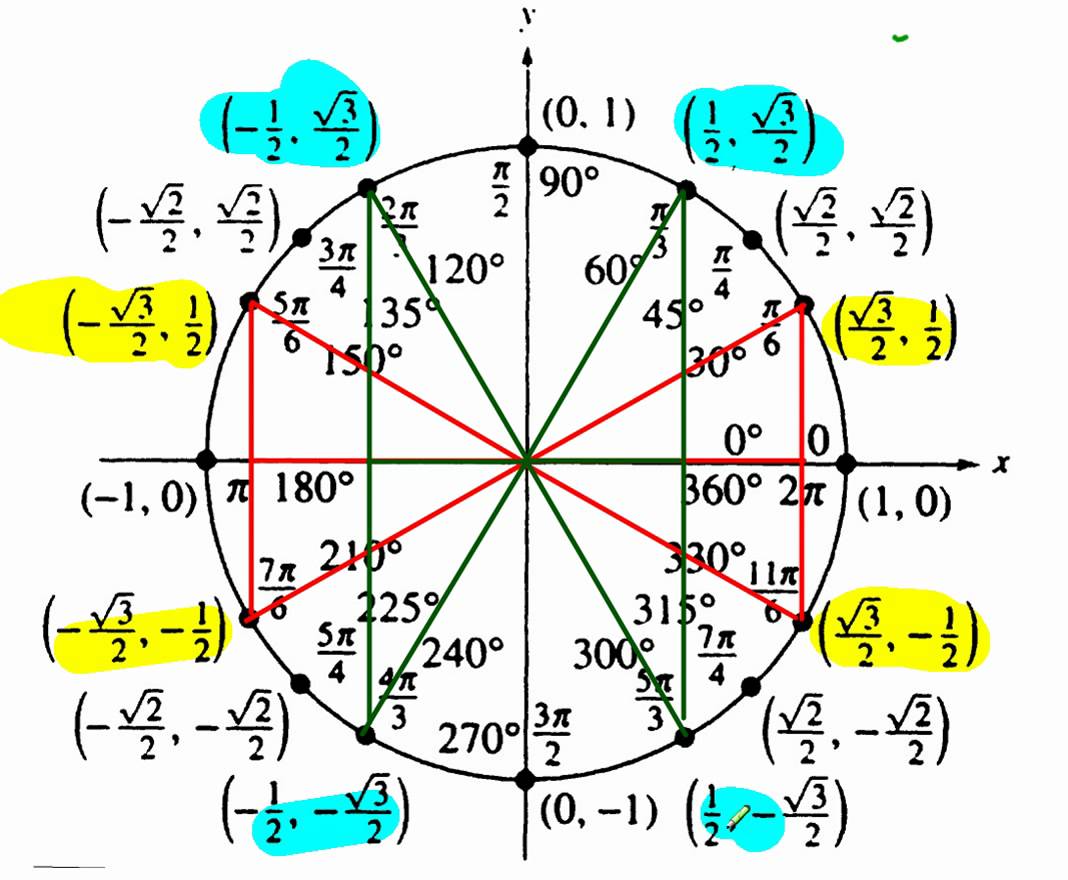 y
(0, 1)
(-1/2, √3/2)
(1/2, √3/2)
π/2 90°
(-√2/2, √2/2)
2π/3
π/3
(√2/2, √2/2)
3π/4
120°
60°
π/4
(-√3/2, 1/2)
5π/6
135°
45°
π/6
(√3/2, 1/2)
150°
30°
0° 0
x
(-1, 0)
π 180°
360° 2π
(1, 0)
210°
330°
7π/6
11π/6
(-√3/2, -1/2)
225°
315°
(√3/2, -1/2)
5π/4
240°
300°
7π/4
(-√2/2, -√2/2)
4π/3
5π/3
(√2/2, -√2/2)
270° 3π/2
(-1/2, -√3/2)
(0, -1)
(1/2, -√3/2)